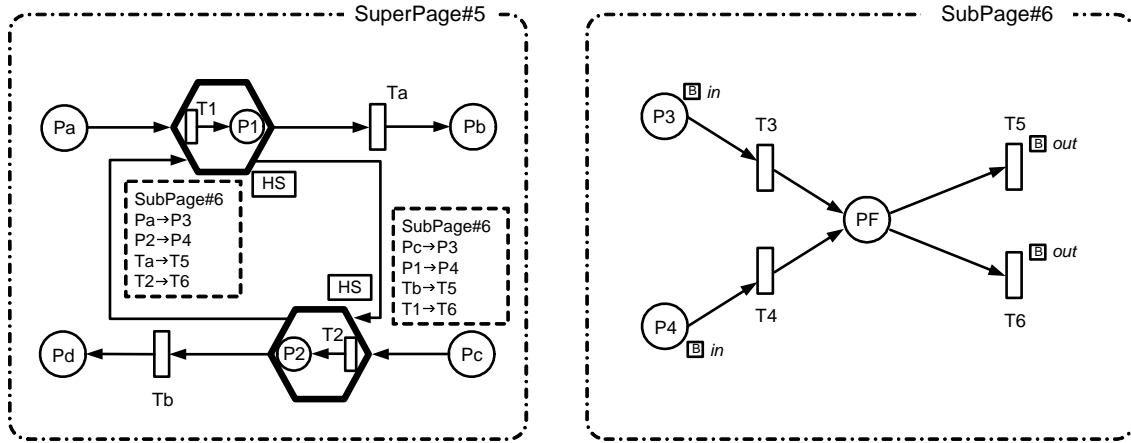 SuperPage#5
SubPage#6
Ta
T1
Pa
P1
Pb
HS
SubPage#6
Pa→P3
P2→P4
Ta→T5
T2→T6
SubPage#6
Pc→P3
P1→P4
Tb→T5
T1→T6
HS
T2
Pd
P2
Pc
Tb
B in
P3
T3
T5
B out
PF
B out
P4
T4
T6
B in